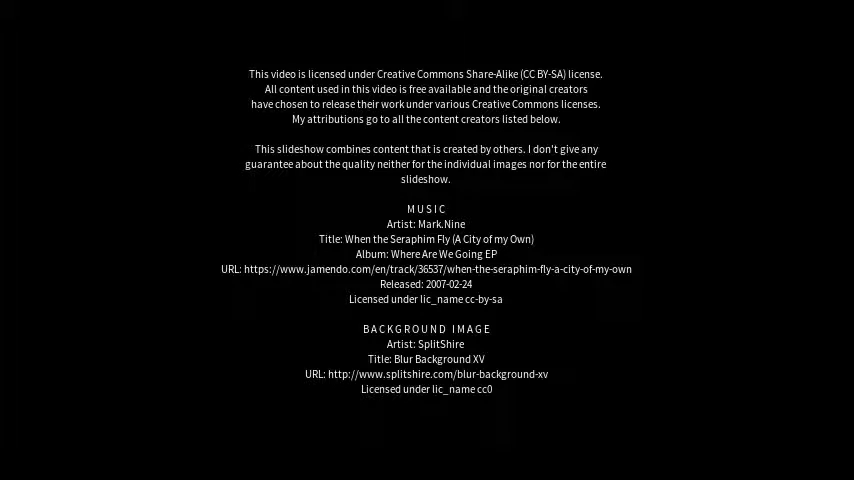 This video is licensed under Creative Commons Share-Alike (CC BY-SA) license.
All content used in this video is free available and the original creators
have chosen to release their work under various Creative Commons licenses.
My attributions go to all the content creators listed below.
This slideshow combines content that is created by others. I don't give any
guarantee about the quality neither for the individual images nor for the entire
slideshow.
MUSIC
Artist: Mark.Nine
Title: When the Seraphim Fly (A City of my Own)
Album: Where Are We Going EP
URL: https://www.jamendo.com/en/track/36537/when-the-seraphim-fly-a-city-of-my-own
Released: 2007-02-24
Licensed under lic_name cc-by-sa
BACKGROUND IMAGE
Artist: SplitShire
Title: Blur Background XV
URL: http://www.splitshire.com/blur-background-xv
Licensed under lic_name cc0